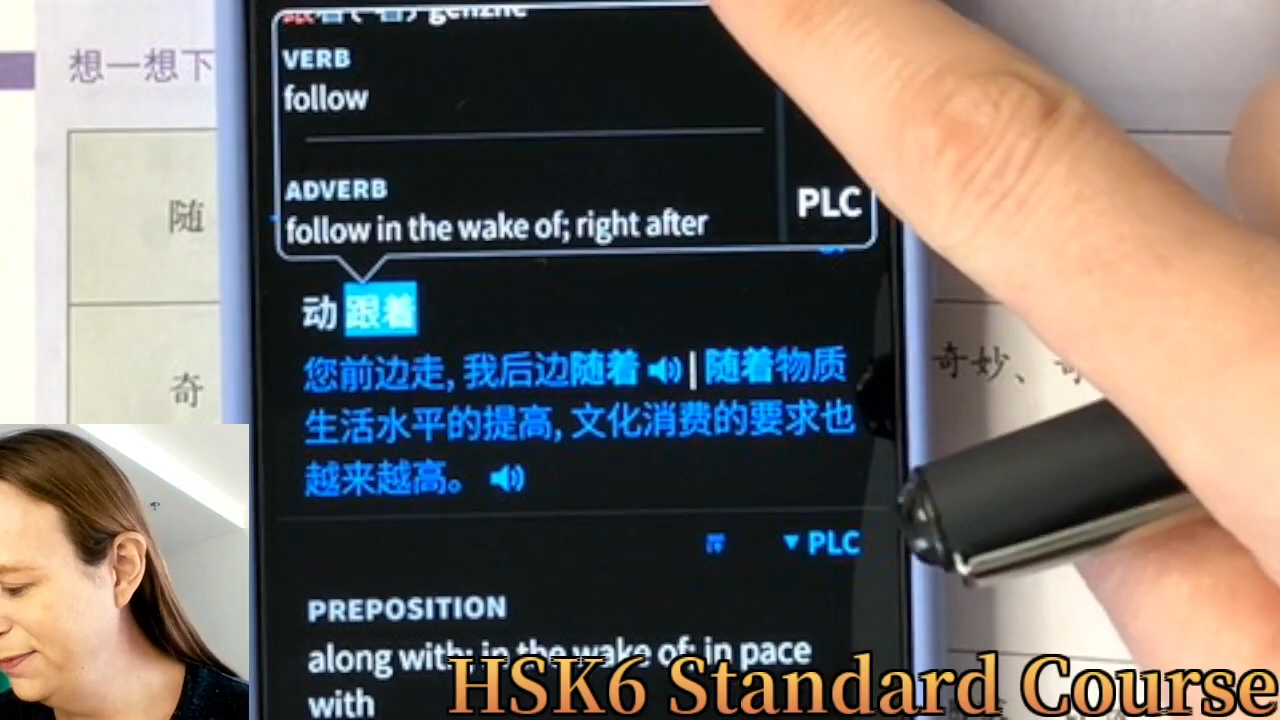 想一想下
随
奇
genzhe
VERB
follow
ADVERB
follow in the wake of; right after
PLC
动 跟着
您前边走, 我后边随着 | 随着物质
生活水平的提高, 文化消费的要求也
越来越高。
PLC
PREPOSITION
along with; in the wake of; in pace
with
奇妙、
HSK6 Standard Course